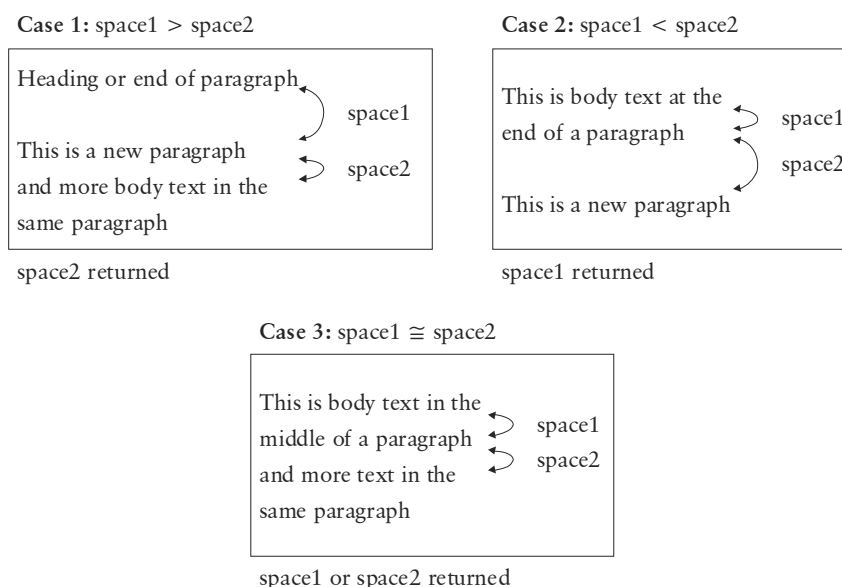 Case 1: space1 > space2
Heading or end of paragraph
space1
This is a new paragraph
space2
and more body text in the
same paragraph
space2 returned
Case 2: space1 < space2
This is body text at the
space1
end of a paragraph
space2
This is a new paragraph
space1 returned
Case 3: space1 ≅ space2
This is body text in the
space1
middle of a paragraph
space2
and more text in the
same paragraph
space1 or space2 returned